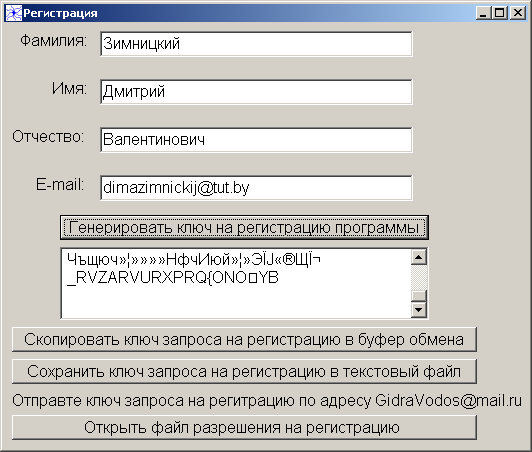 Регистрация
Фамилия: Зимницкий
Имя: Дмитрий
Отчество: Валентинович
E-mail: dimazimnickij@tut.by
Генерировать ключ на регистрацию программы
Чъщюч»¦»»»»НфчИюй»¦»ЭЇЈ«®ЩЇ¬
_RVZARVURXPRQ{ONO¤YB
Скопировать ключ запроса на регистрацию в буфер обмена
Сохранить ключ запроса на регистрацию в текстовый файл
Отправте ключ запроса на регитрацию по адресу GidraVodos@mail.ru
Открыть файл разрешения на регистрацию